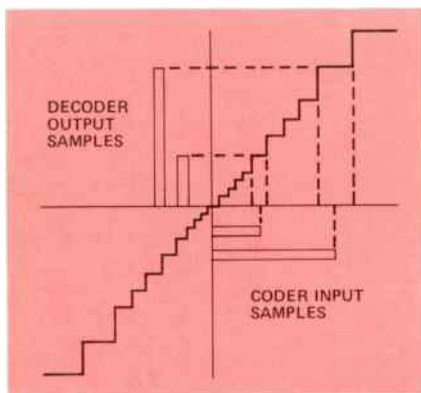 DECODER
OUTPUT
SAMPLES
CODER INPUT
SAMPLES